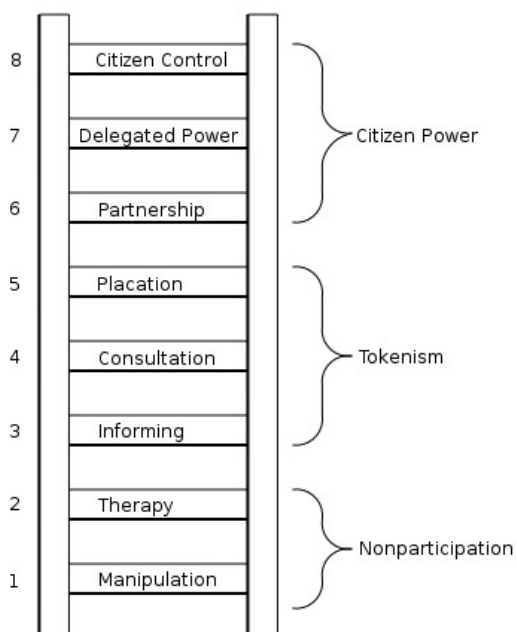 8 Citizen Control
7 Delegated Power Citizen Power
6 Partnership
5 Placation
4 Consultation Tokenism
3 Informing
2 Therapy
Nonparticipation
1 Manipulation